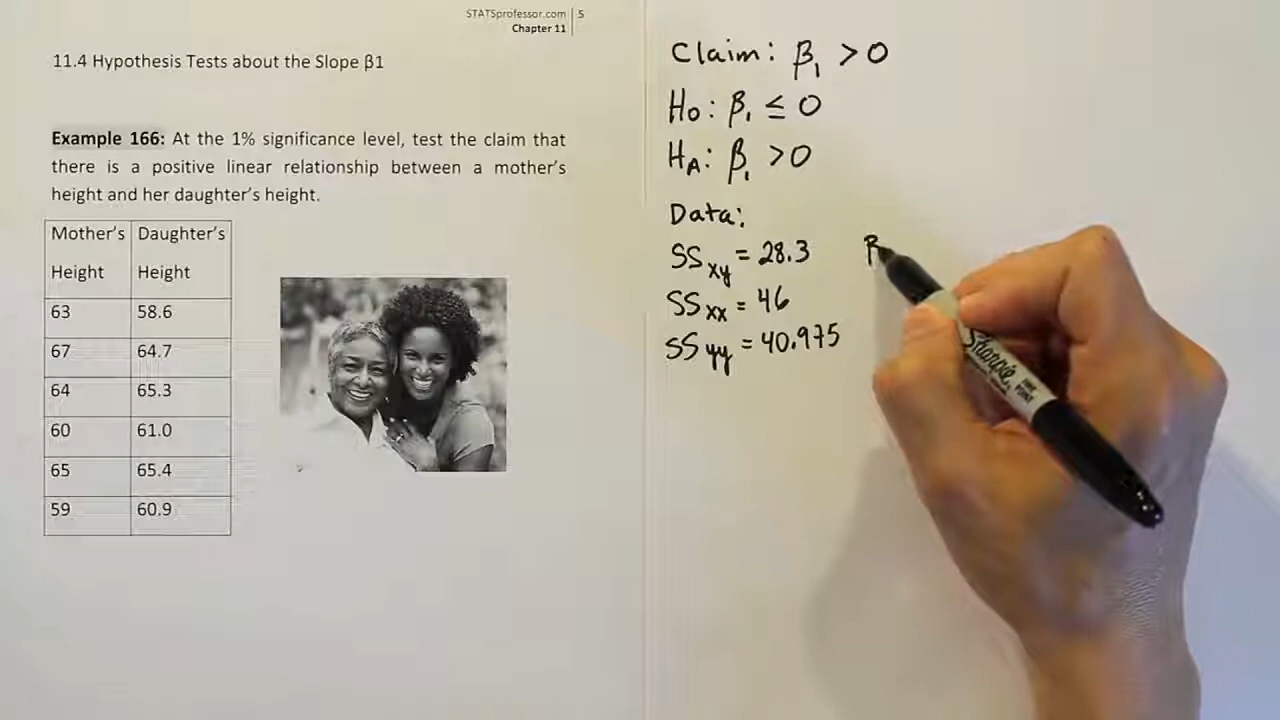 STATSprofessor.com | 5
Chapter 11
11.4 Hypothesis Tests about the Slope β1
Example 166: At the 1% significance level, test the claim that
there is a positive linear relationship between a mother's
height and her daughter's height.
Mother's Height Daughter's Height
63 58.6
67 64.7
64 65.3
60 61.0
65 65.4
59 60.9
Claim: β₁ > 0
H0: β₁ ≤ 0
HA: β₁ > 0
Data:
SSxy = 28.3
SSxx = 46
SSyy = 40.975
Sharpie
FINE POINT